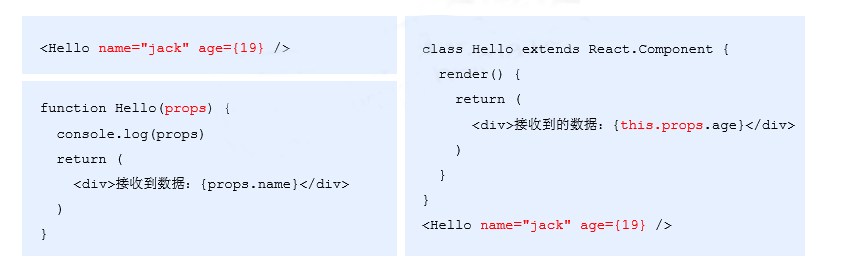 <Hello name="jack" age={19} />
function Hello(props) {
  console.log(props)
  return (
    <div>接收到数据：{props.name}</div>
  )
}
class Hello extends React.Component {
  render() {
    return (
      <div>接收到的数据：{this.props.age}</div>
    )
  }
}
<Hello name="jack" age={19} />